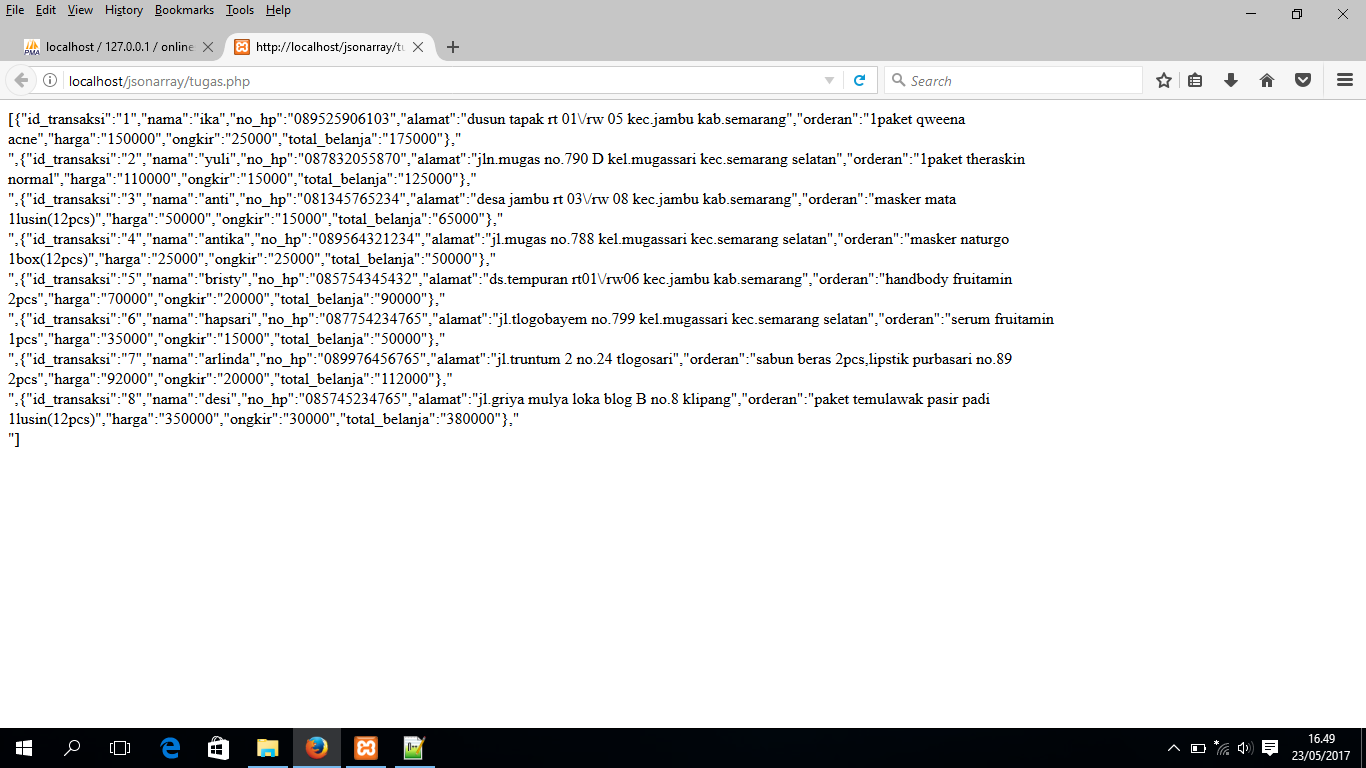 File Edit View History Bookmarks Tools Help
PMA localhost / 127.0.0.1 / online
http://localhost/jsonarray/tu
localhost/jsonarray/tugas.php
Search
[{"id_transaksi":"1","nama":"ika","no_hp":"089525906103","alamat":"dusun tapak rt 01\/rw 05 kec.jambu kab.semarang","orderan":"1paket qweena
acne","harga":"150000","ongkir":"25000","total_belanja":"175000"},"
",{"id_transaksi":"2","nama":"yuli","no_hp":"087832055870","alamat":"jln.mugas no.790 D kel.mugassari kec.semarang selatan","orderan":"1paket theraskin
normal","harga":"110000","ongkir":"15000","total_belanja":"125000"},"
",{"id_transaksi":"3","nama":"anti","no_hp":"081345765234","alamat":"desa jambu rt 03\/rw 08 kec.jambu kab.semarang","orderan":"masker mata
1lusin(12pcs)","harga":"50000","ongkir":"15000","total_belanja":"65000"},"
",{"id_transaksi":"4","nama":"antika","no_hp":"089564321234","alamat":"jl.mugas no.788 kel.mugassari kec.semarang selatan","orderan":"masker naturgo
1box(12pcs)","harga":"25000","ongkir":"25000","total_belanja":"50000"},"
",{"id_transaksi":"5","nama":"bristy","no_hp":"085754345432","alamat":"ds.tempuran rt01\/rw06 kec.jambu kab.semarang","orderan":"handbody fruitamin
2pcs","harga":"70000","ongkir":"20000","total_belanja":"90000"},"
",{"id_transaksi":"6","nama":"hapsari","no_hp":"087754234765","alamat":"jl.tlogobayem no.799 kel.mugassari kec.semarang selatan","orderan":"serum fruitamin
1pcs","harga":"35000","ongkir":"15000","total_belanja":"50000"},"
",{"id_transaksi":"7","nama":"arlinda","no_hp":"089976456765","alamat":"jl.truntum 2 no.24 tlogosari","orderan":"sabun beras 2pcs,lipstik purbasari no.89
2pcs","harga":"92000","ongkir":"20000","total_belanja":"112000"},"
",{"id_transaksi":"8","nama":"desi","no_hp":"085745234765","alamat":"jl.griya mulya loka blog B no.8 klipang","orderan":"paket temulawak pasir padi
1lusin(12pcs)","harga":"350000","ongkir":"30000","total_belanja":"380000"},"
"]
16.49
23/05/2017